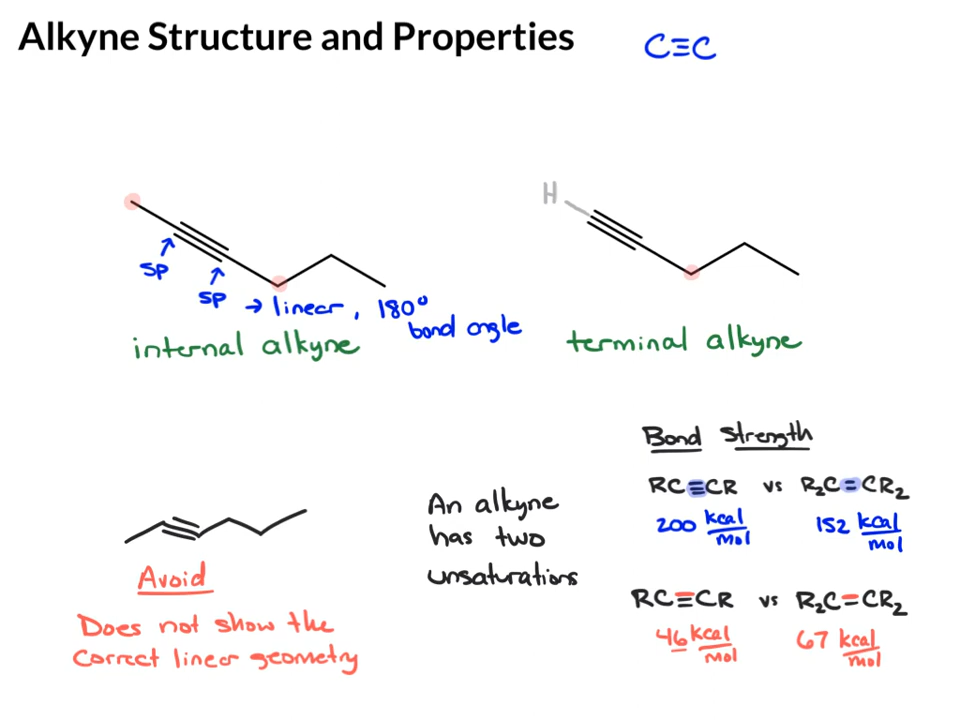 Alkyne Structure and Properties
C≡C
H
sp
sp → linear, 180° bond angle
internal alkyne
terminal alkyne
Bond Strength
RC≡CR vs R₂C=CR₂
200 kcal/mol 152 kcal/mol
An alkyne
has two
unsaturations
Avoid
Does not show the
correct linear geometry
RC≡CR vs R₂C=CR₂
46 kcal/mol 67 kcal/mol